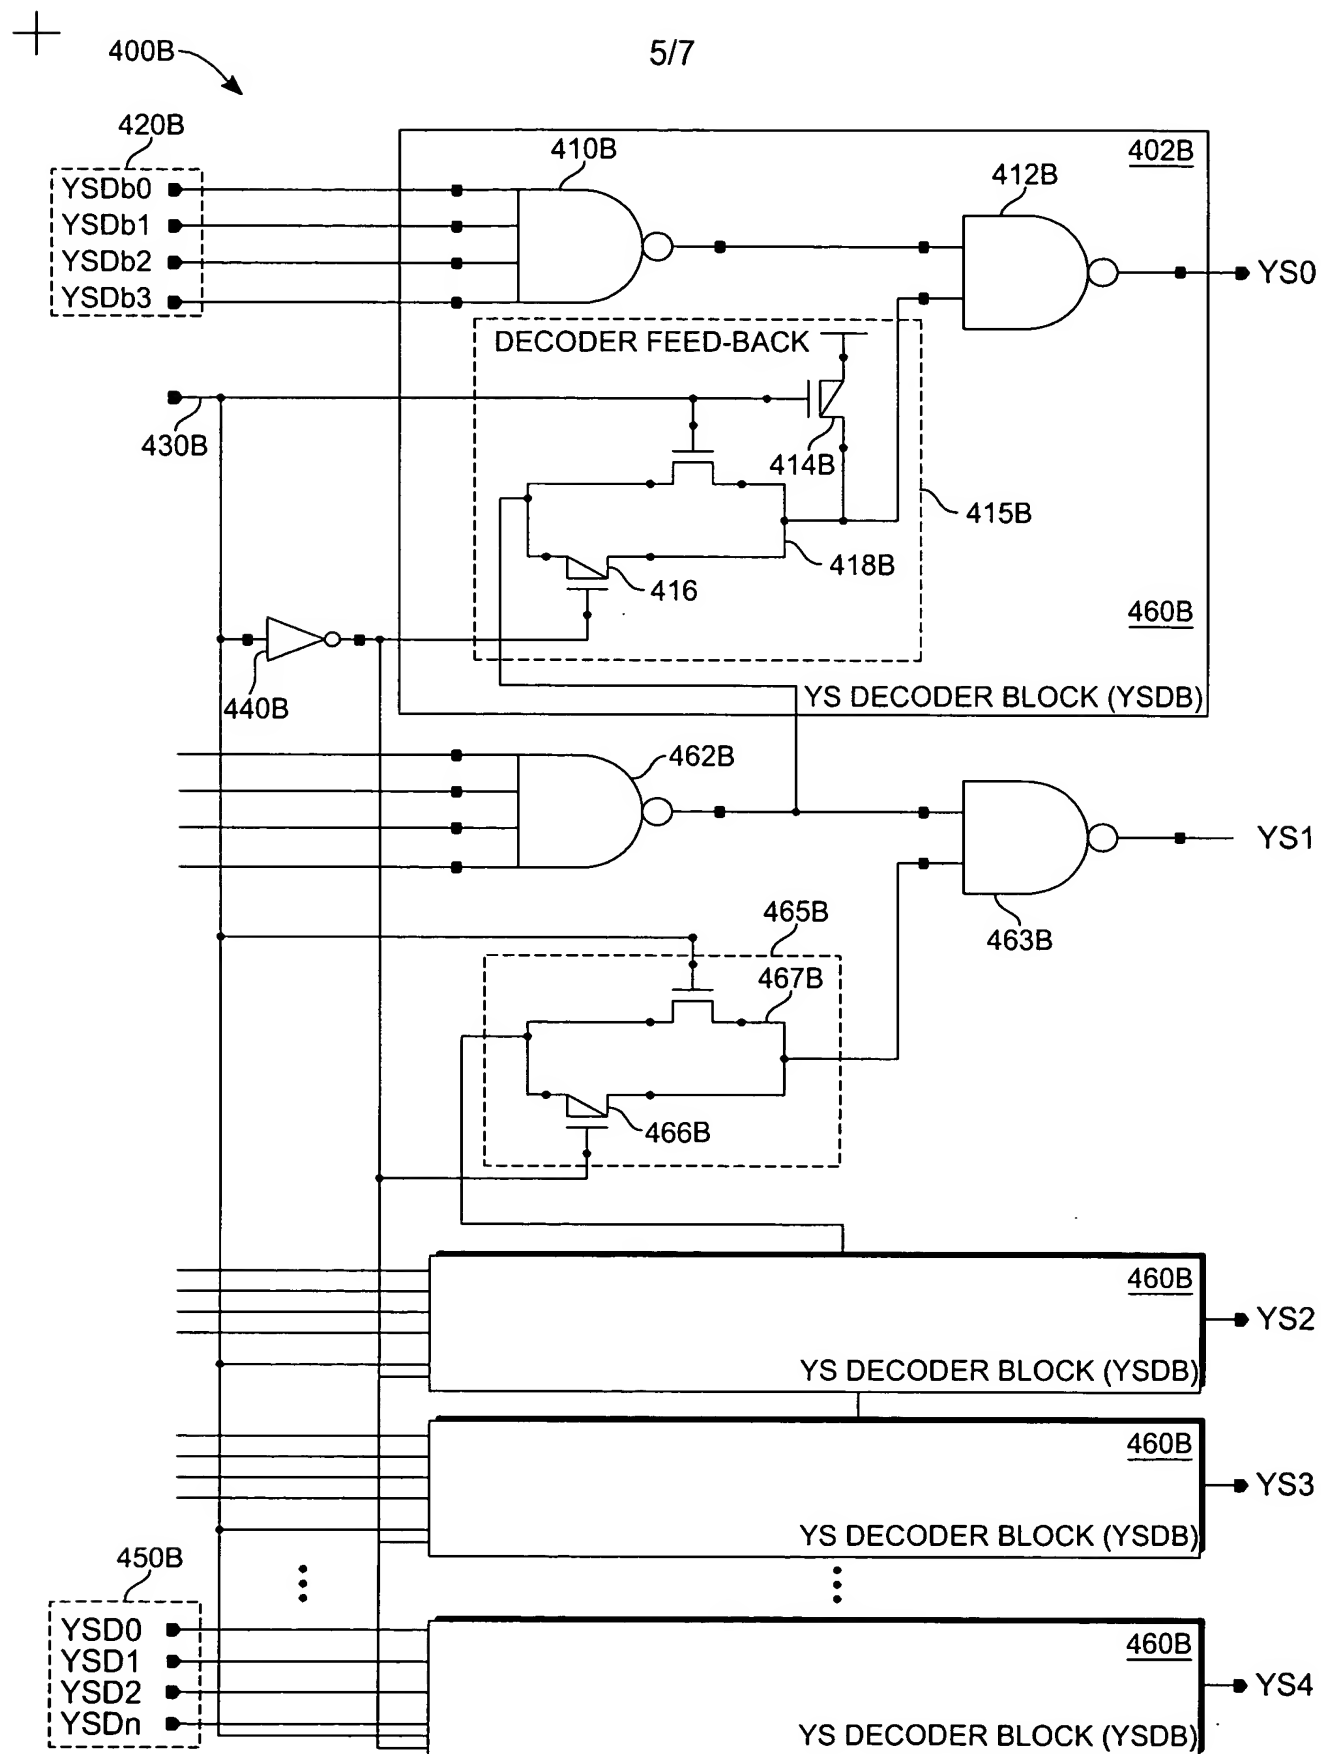 5/7
400B
420B
YSDb0
YSDb1
YSDb2
YSDb3
410B
402B
412B
YS0
DECODER FEED-BACK
430B
414B
415B
418B
416
460B
440B
YS DECODER BLOCK (YSDB)
462B
YS1
463B
465B
467B
466B
460B
YS2
YS DECODER BLOCK (YSDB)
460B
YS3
YS DECODER BLOCK (YSDB)
450B
YSD0
YSD1
YSD2
YSDn
460B
YS4
YS DECODER BLOCK (YSDB)